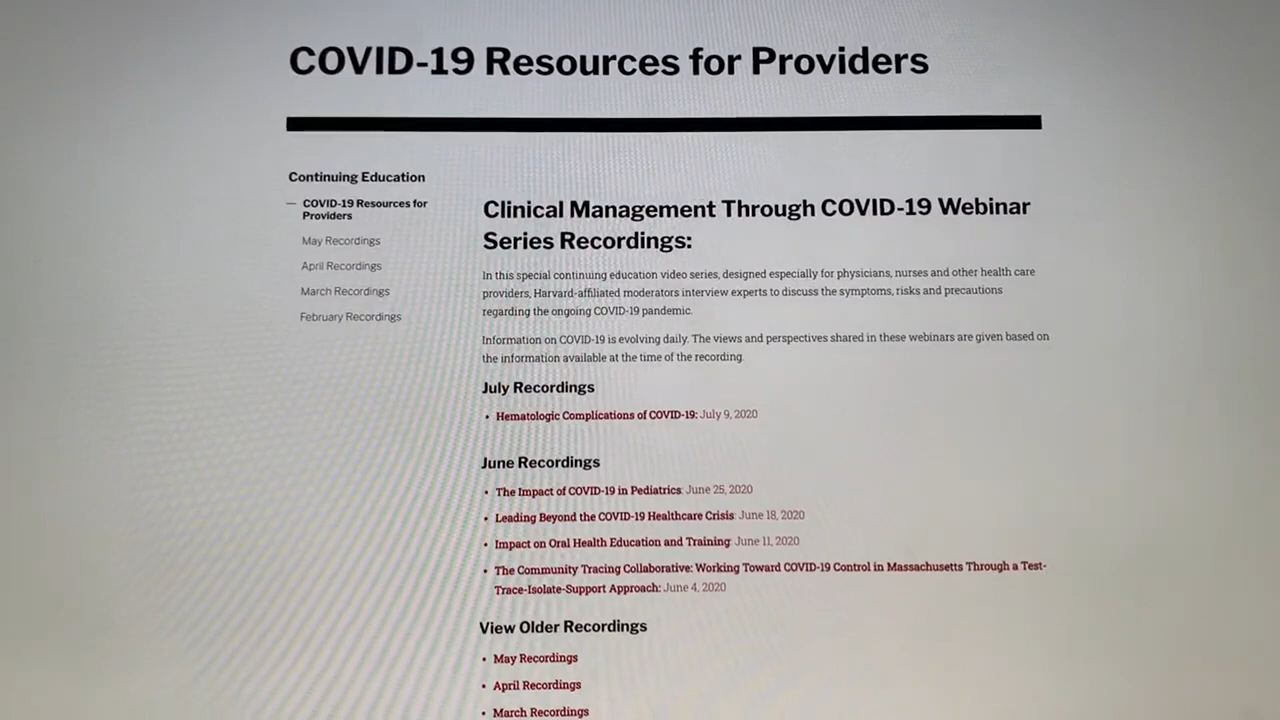 COVID-19 Resources for Providers
Continuing Education
— COVID-19 Resources for
Providers
May Recordings
April Recordings
March Recordings
February Recordings
Clinical Management Through COVID-19 Webinar
Series Recordings:
In this special continuing education video series, designed especially for physicians, nurses and other health care
providers, Harvard-affiliated moderators interview experts to discuss the symptoms, risks and precautions
regarding the ongoing COVID-19 pandemic.
Information on COVID-19 is evolving daily. The views and perspectives shared in these webinars are given based on
the information available at the time of the recording.
July Recordings
• Hematologic Complications of COVID-19: July 9, 2020
June Recordings
• The Impact of COVID-19 in Pediatrics: June 25, 2020
• Leading Beyond the COVID-19 Healthcare Crisis: June 18, 2020
• Impact on Oral Health Education and Training: June 11, 2020
• The Community Tracing Collaborative: Working Toward COVID-19 Control in Massachusetts Through a Test-
Trace-Isolate-Support Approach: June 4, 2020
View Older Recordings
• May Recordings
• April Recordings
• March Recordings